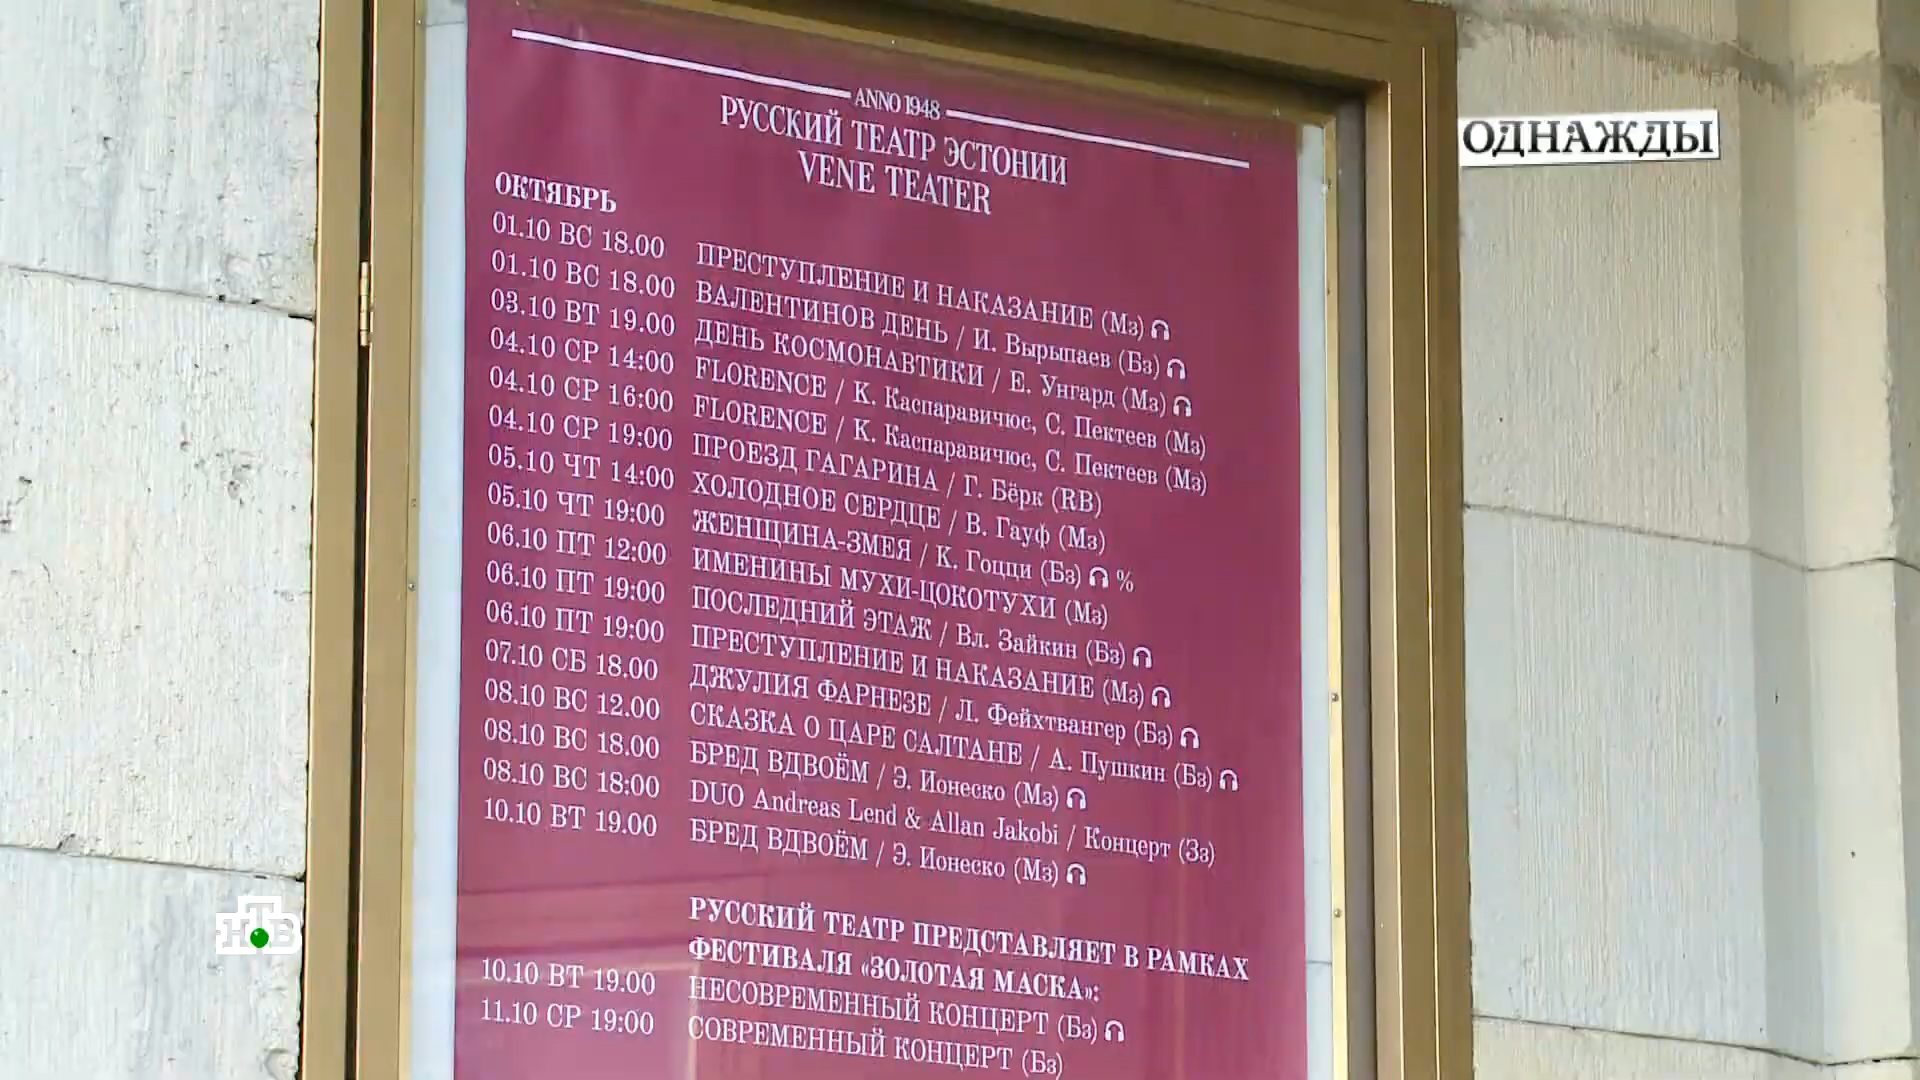 ANNO 1948
РУССКИЙ ТЕАТР ЭСТОНИИ
VENE TEATER
ОДНАЖДЫ
ОКТЯБРЬ
01.10 ВС 18.00 ПРЕСТУПЛЕНИЕ И НАКАЗАНИЕ (Мз)
01.10 ВС 18.00 ВАЛЕНТИНОВ ДЕНЬ / И. Вырыпаев (Бз)
03.10 ВТ 19.00 ДЕНЬ КОСМОНАВТИКИ / Е. Унгард (Мз)
04.10 СР 14:00 FLORENCE / К. Каспаравичюс, С. Пектеев (Мз)
04.10 СР 16:00 FLORENCE / К. Каспаравичюс, С. Пектеев (Мз)
04.10 СР 19:00 ПРОЕЗД ГАГАРИНА / Г. Бёрк (RB)
05.10 ЧТ 14:00 ХОЛОДНОЕ СЕРДЦЕ / В. Гауф (Мз)
05.10 ЧТ 19:00 ЖЕНЩИНА-ЗМЕЯ / К. Гоцци (Бз) %
06.10 ПТ 12:00 ИМЕНИНЫ МУХИ-ЦОКОТУХИ (Мз)
06.10 ПТ 19:00 ПОСЛЕДНИЙ ЭТАЖ / Вл. Зайкин (Бз)
06.10 ПТ 19:00 ПРЕСТУПЛЕНИЕ И НАКАЗАНИЕ (Мз)
07.10 СБ 18.00 ДЖУЛИЯ ФАРНЕЗЕ / Л. Фейхтвангер (Бз)
08.10 ВС 12.00 СКАЗКА О ЦАРЕ САЛТАНЕ / А. Пушкин (Бз)
08.10 ВС 18.00 БРЕД ВДВОЁМ / Э. Ионеско (Мз)
08.10 ВС 18:00 DUO Andreas Lend & Allan Jakobi / Концерт (Зз)
10.10 ВТ 19.00 БРЕД ВДВОЁМ / Э. Ионеско (Мз)
РУССКИЙ ТЕАТР ПРЕДСТАВЛЯЕТ В РАМКАХ
ФЕСТИВАЛЯ «ЗОЛОТАЯ МАСКА»:
10.10 ВТ 19.00 НЕСОВРЕМЕННЫЙ КОНЦЕРТ (Бз)
11.10 СР 19:00 СОВРЕМЕННЫЙ КОНЦЕРТ (Бз)
НТВ